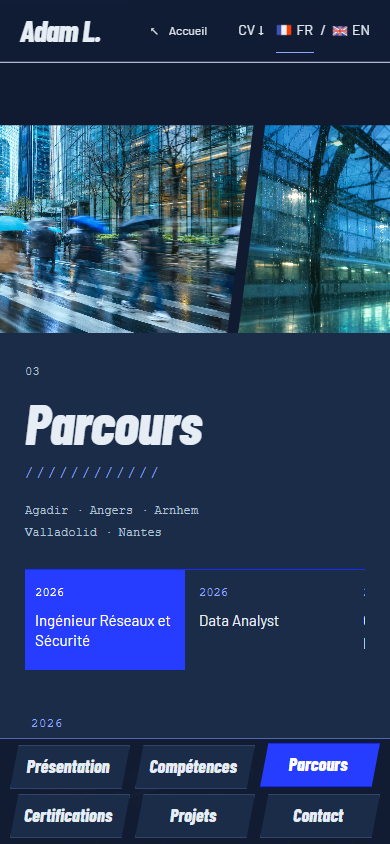 Adam L.
↖ Accueil
CV ↓ FR / EN
03
Parcours
////////////
Agadir · Angers · Arnhem
Valladolid · Nantes
2026
Ingénieur Réseaux et
Sécurité
2026
Data Analyst
2026
Présentation
Compétences
Parcours
Certifications
Projets
Contact